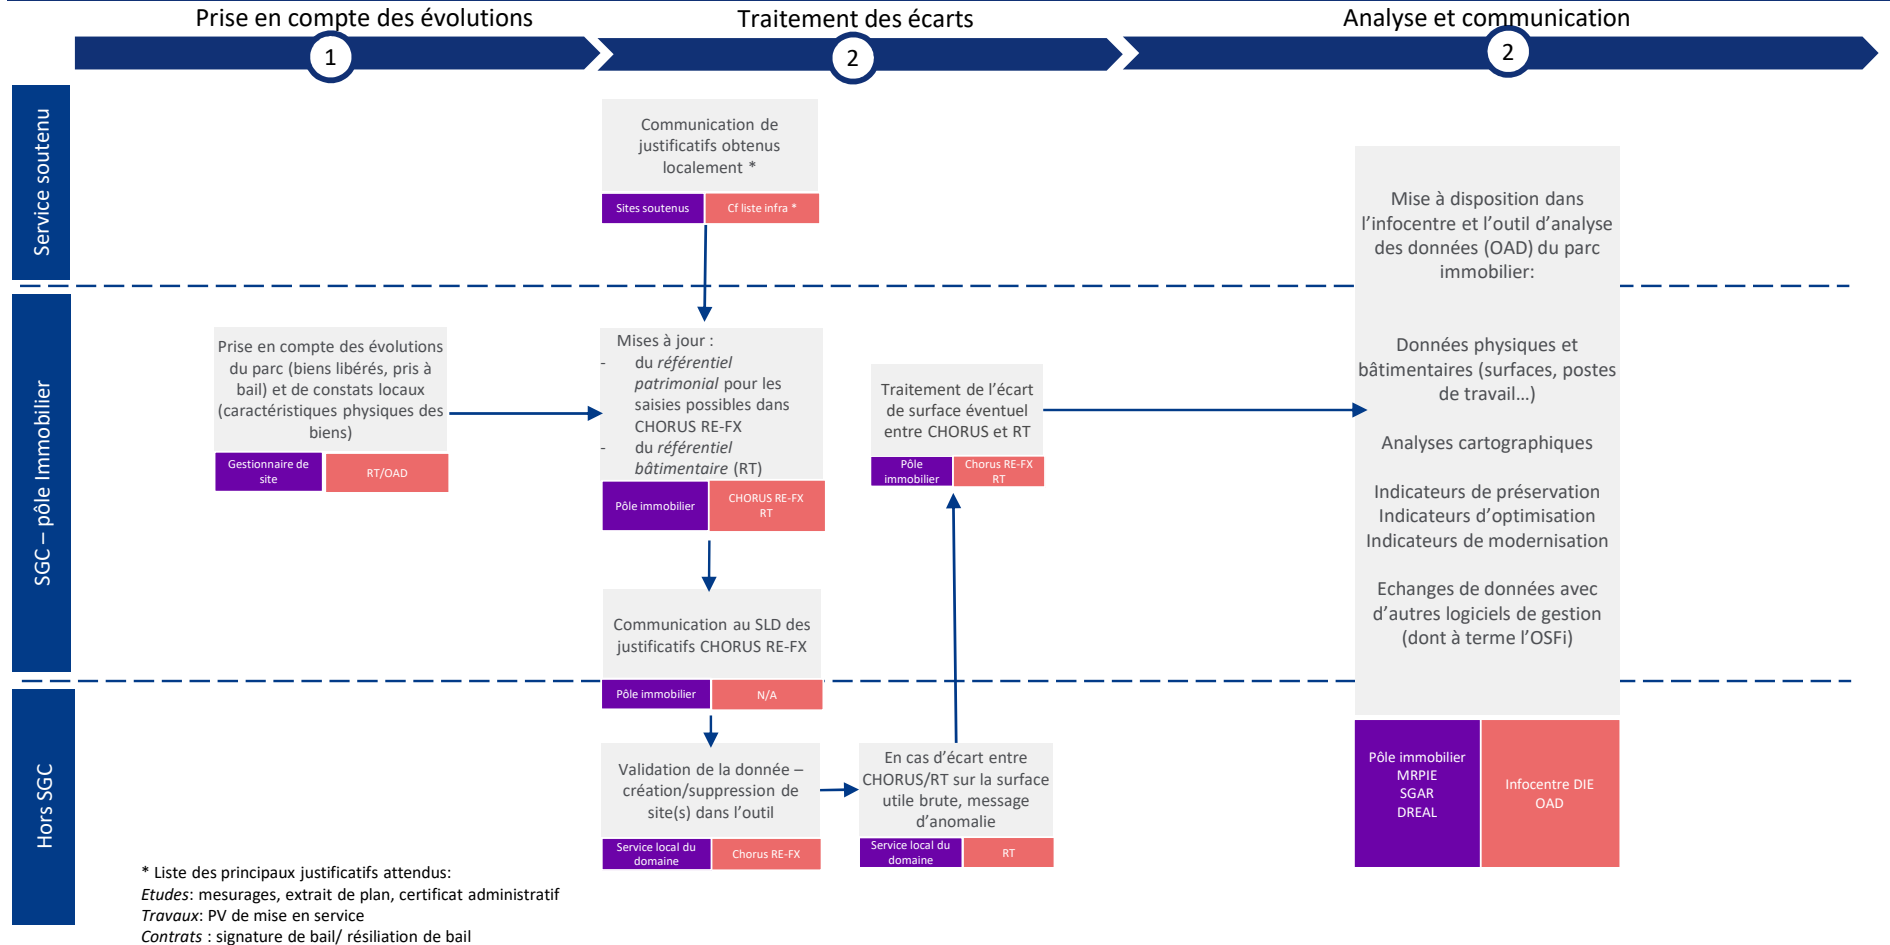 Prise en compte des évolutions
Traitement des écarts
Analyse et communication
1
2
2
Service soutenu
Communication de
justificatifs obtenus
localement *
Sites soutenus
Cf liste infra *
SGC – pôle Immobilier
Prise en compte des évolutions
du parc (biens libérés, pris à
bail) et de constats locaux
(caractéristiques physiques des
biens)
Gestionnaire de
site
RT/OAD
Mises à jour :
- du référentiel
patrimonial pour les
saisies possibles dans
CHORUS RE-FX
- du référentiel
bâtimentaire (RT)
Pôle immobilier
CHORUS RE-FX
RT
Communication au SLD des
justificatifs CHORUS RE-FX
Pôle immobilier
N/A
Traitement de l’écart
de surface éventuel
entre CHORUS et RT
Pôle
immobilier
Chorus RE-FX
RT
Hors SGC
Validation de la donnée –
création/suppression de
site(s) dans l’outil
Service local du
domaine
Chorus RE-FX
En cas d’écart entre
CHORUS/RT sur la surface
utile brute, message
d’anomalie
Service local du
domaine
RT
Mise à disposition dans
l’infocentre et l’outil d’analyse
des données (OAD) du parc
immobilier:
Données physiques et
bâtimentaires (surfaces, postes
de travail…)
Analyses cartographiques
Indicateurs de préservation
Indicateurs d’optimisation
Indicateurs de modernisation
Echanges de données avec
d’autres logiciels de gestion
(dont à terme l’OSFi)
Pôle immobilier
MRPIE
SGAR
DREAL
Infocentre DIE
OAD
* Liste des principaux justificatifs attendus:
Etudes: mesurages, extrait de plan, certificat administratif
Travaux: PV de mise en service
Contrats : signature de bail/ résiliation de bail